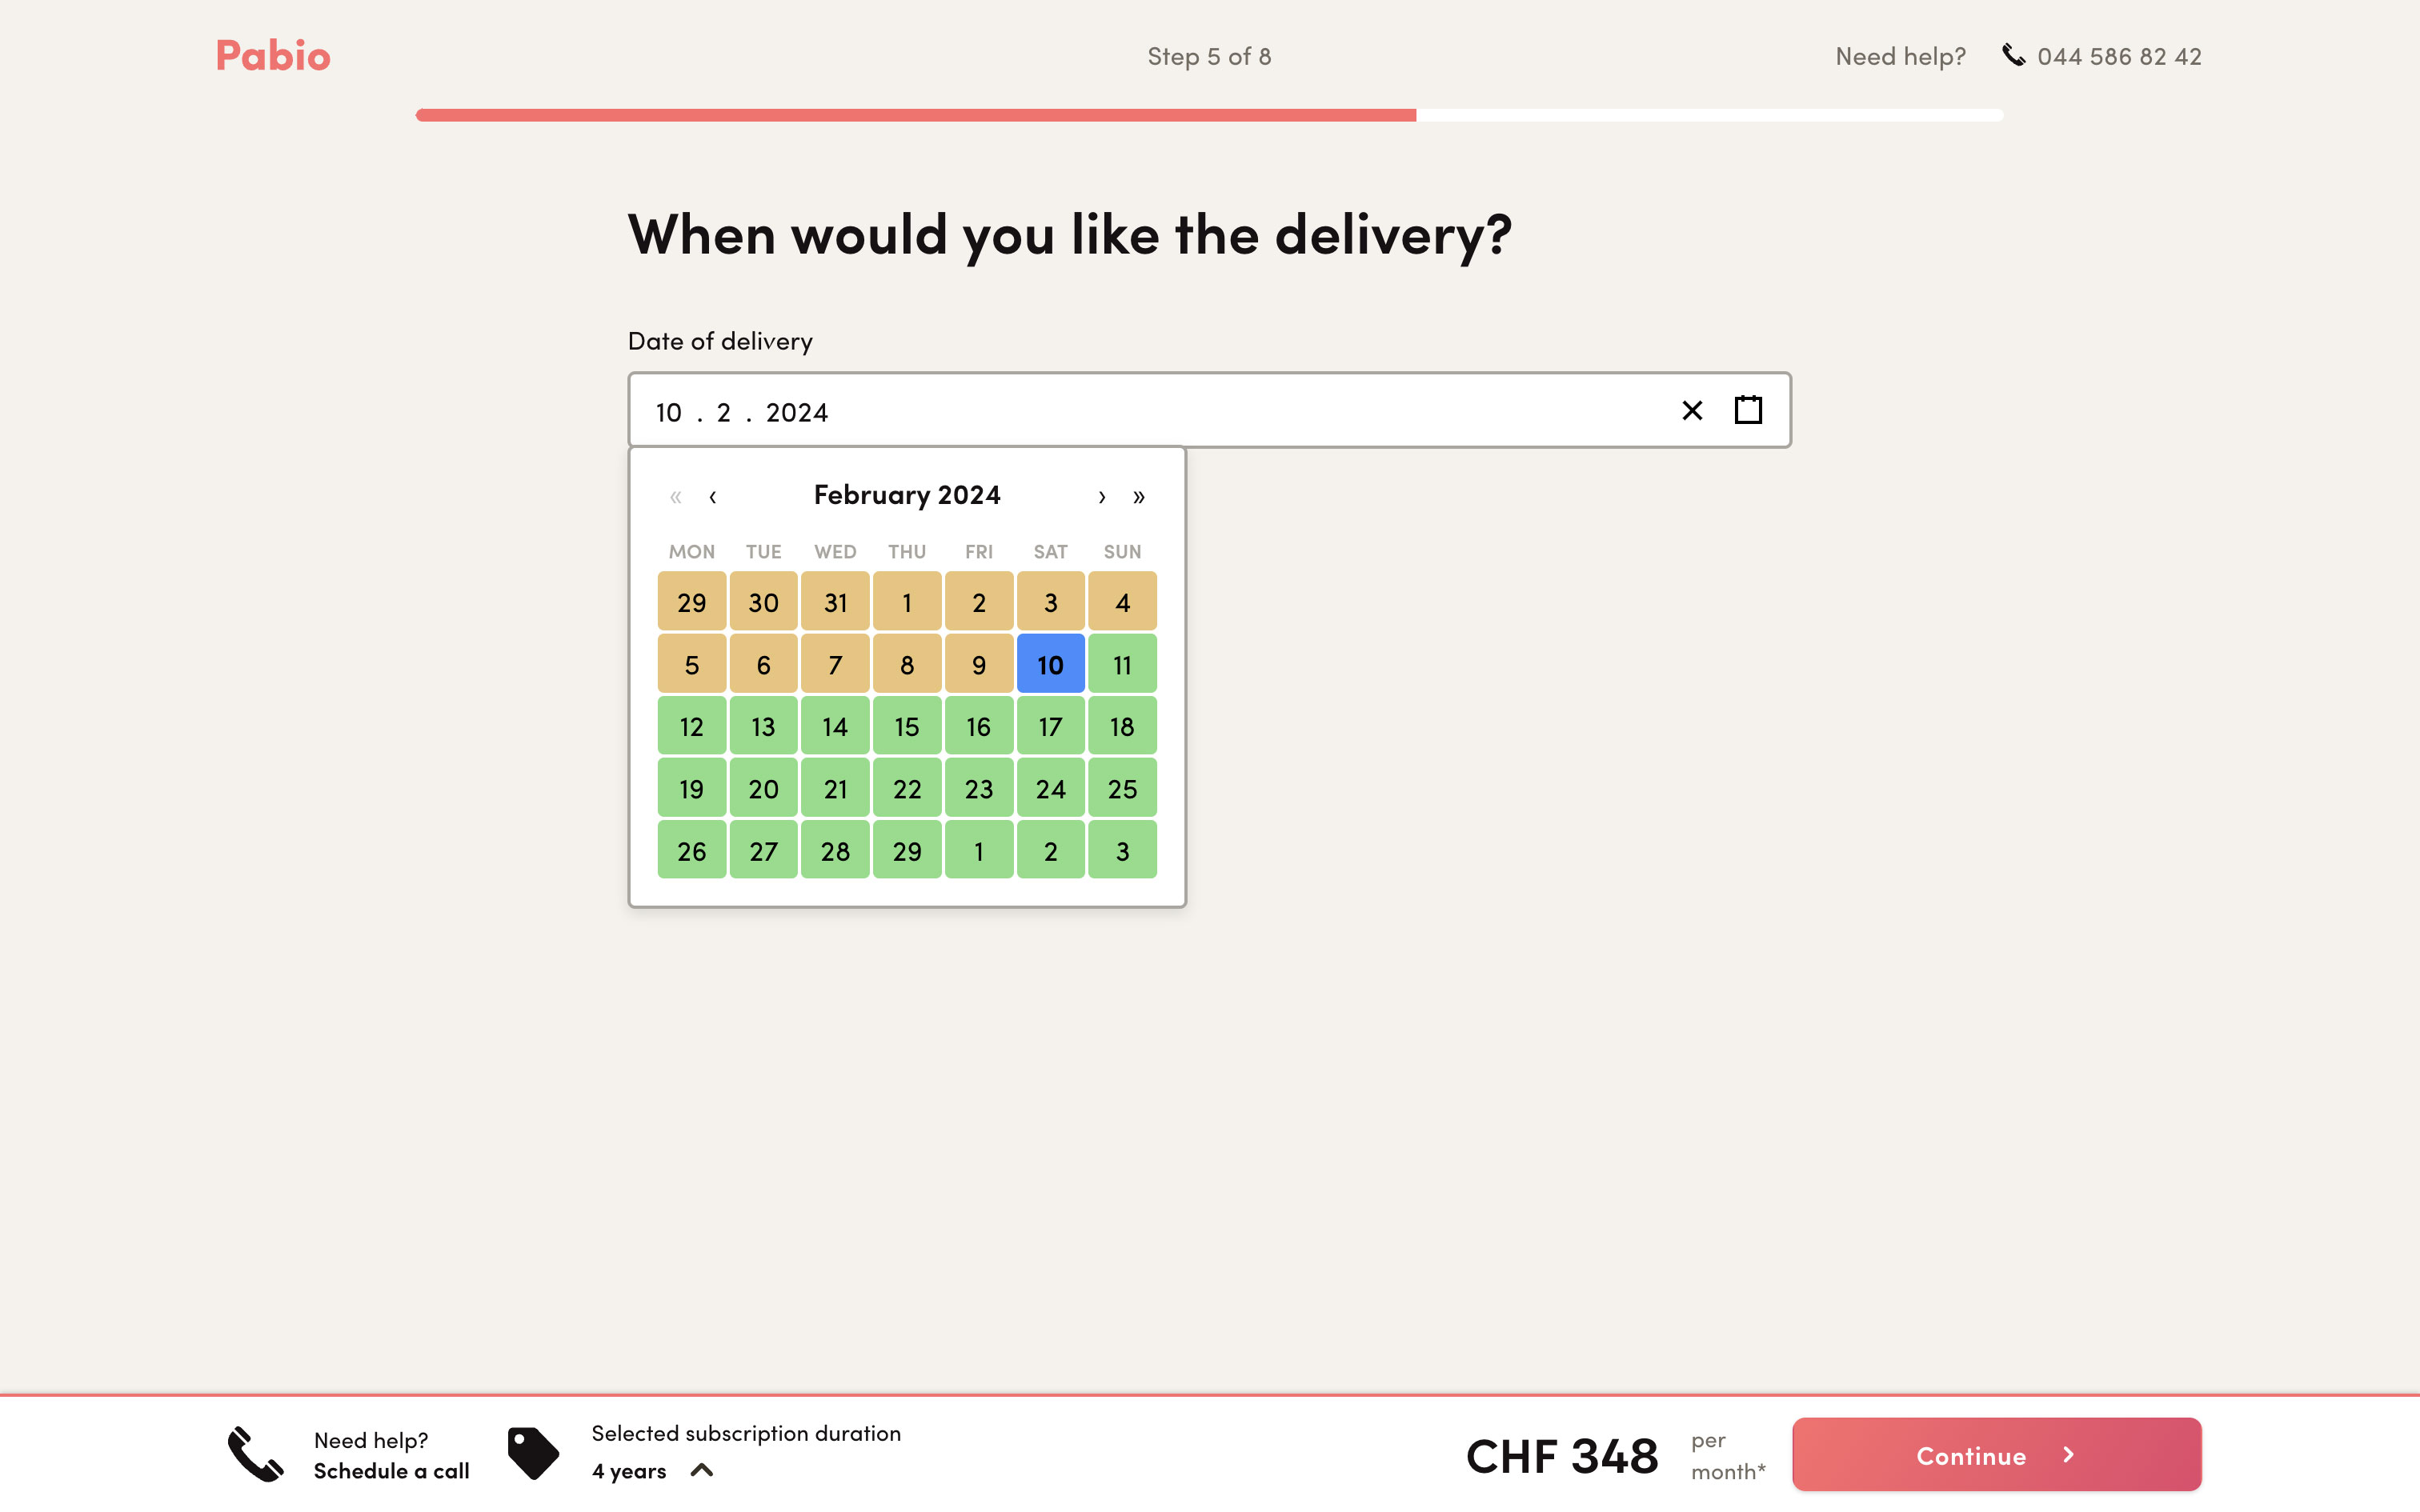 Pabio
Step 5 of 8
Need help? 044 586 82 42
When would you like the delivery?
Date of delivery
10 . 2 . 2024
« ‹ February 2024 › »
MON TUE WED THU FRI SAT SUN
29 30 31 1 2 3 4
5 6 7 8 9 10 11
12 13 14 15 16 17 18
19 20 21 22 23 24 25
26 27 28 29 1 2 3
Need help?
Schedule a call
Selected subscription duration
4 years
CHF 348
per
month*
Continue ›